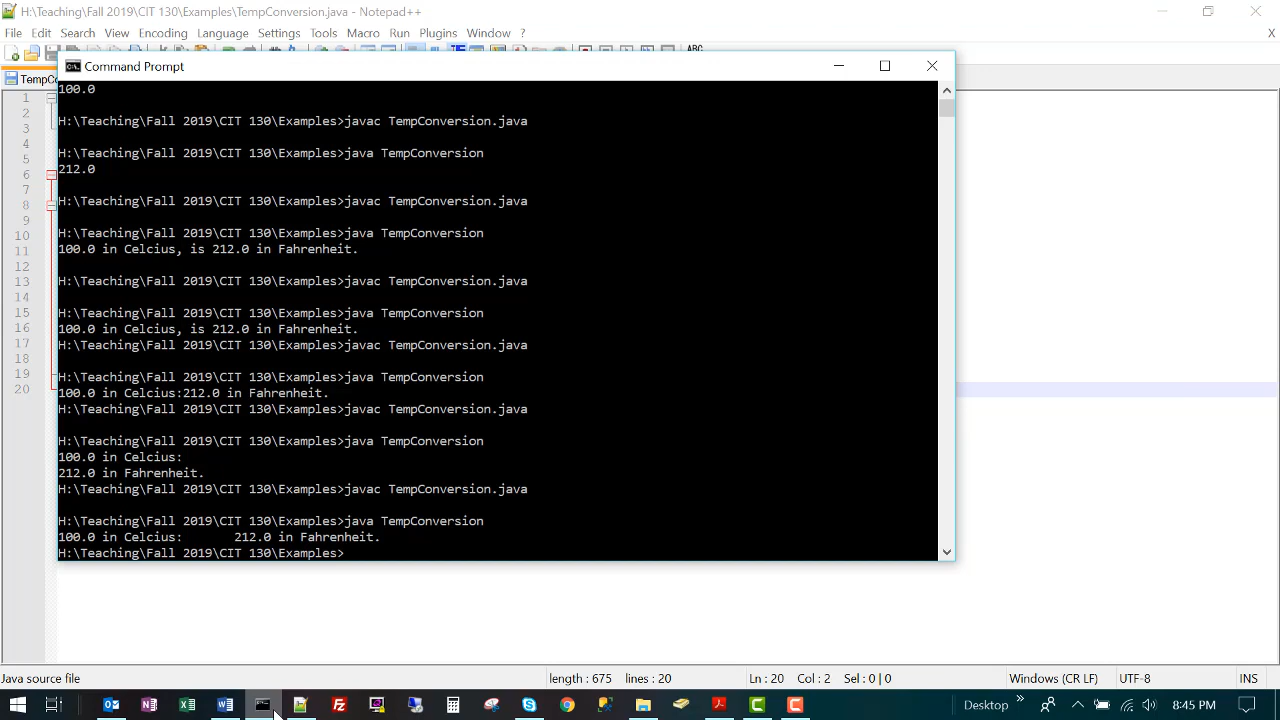 H:\Teaching\Fall 2019\CIT 130\Examples\TempConversion.java - Notepad++
File Edit Search View Encoding Language Settings Tools Macro Run Plugins Window ?
X
ABC
TempCo
Command Prompt
1
2
3
4
5
6
7
8
9
10
11
12
13
14
15
16
17
18
19
20
100.0
H:\Teaching\Fall 2019\CIT 130\Examples>javac TempConversion.java
H:\Teaching\Fall 2019\CIT 130\Examples>java TempConversion
212.0
H:\Teaching\Fall 2019\CIT 130\Examples>javac TempConversion.java
H:\Teaching\Fall 2019\CIT 130\Examples>java TempConversion
100.0 in Celcius, is 212.0 in Fahrenheit.
H:\Teaching\Fall 2019\CIT 130\Examples>javac TempConversion.java
H:\Teaching\Fall 2019\CIT 130\Examples>java TempConversion
100.0 in Celcius, is 212.0 in Fahrenheit.
H:\Teaching\Fall 2019\CIT 130\Examples>javac TempConversion.java
H:\Teaching\Fall 2019\CIT 130\Examples>java TempConversion
100.0 in Celcius:212.0 in Fahrenheit.
H:\Teaching\Fall 2019\CIT 130\Examples>javac TempConversion.java
H:\Teaching\Fall 2019\CIT 130\Examples>java TempConversion
100.0 in Celcius:
212.0 in Fahrenheit.
H:\Teaching\Fall 2019\CIT 130\Examples>javac TempConversion.java
H:\Teaching\Fall 2019\CIT 130\Examples>java TempConversion
100.0 in Celcius:       212.0 in Fahrenheit.
H:\Teaching\Fall 2019\CIT 130\Examples>
Java source file length : 675 lines : 20 Ln : 20 Col : 2 Sel : 0 | 0 Windows (CR LF) UTF-8 INS
Desktop » 8:45 PM